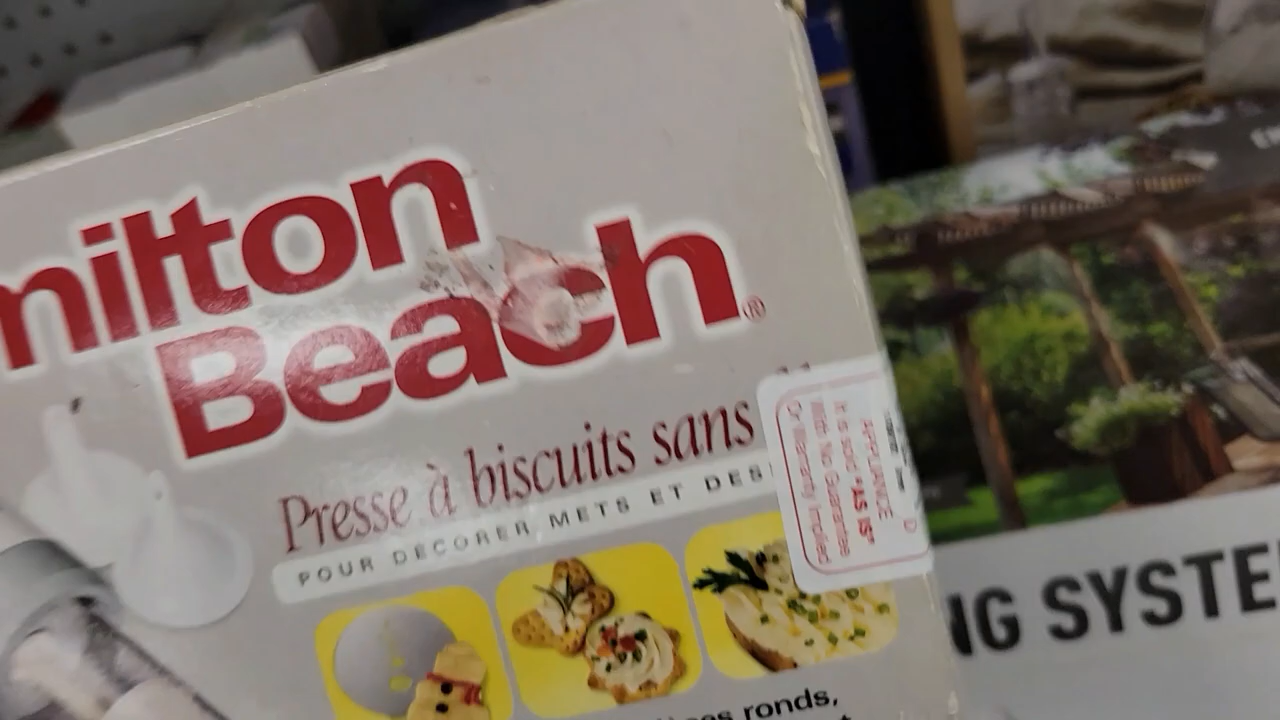 milton
Beach®
Presse à biscuits sans
POUR DÉCORER METS ET DES
APPLIANCE
It is sold "AS IS"
With No Guarantee
Or Warranty Implied
D
ronds,
NG SYSTE